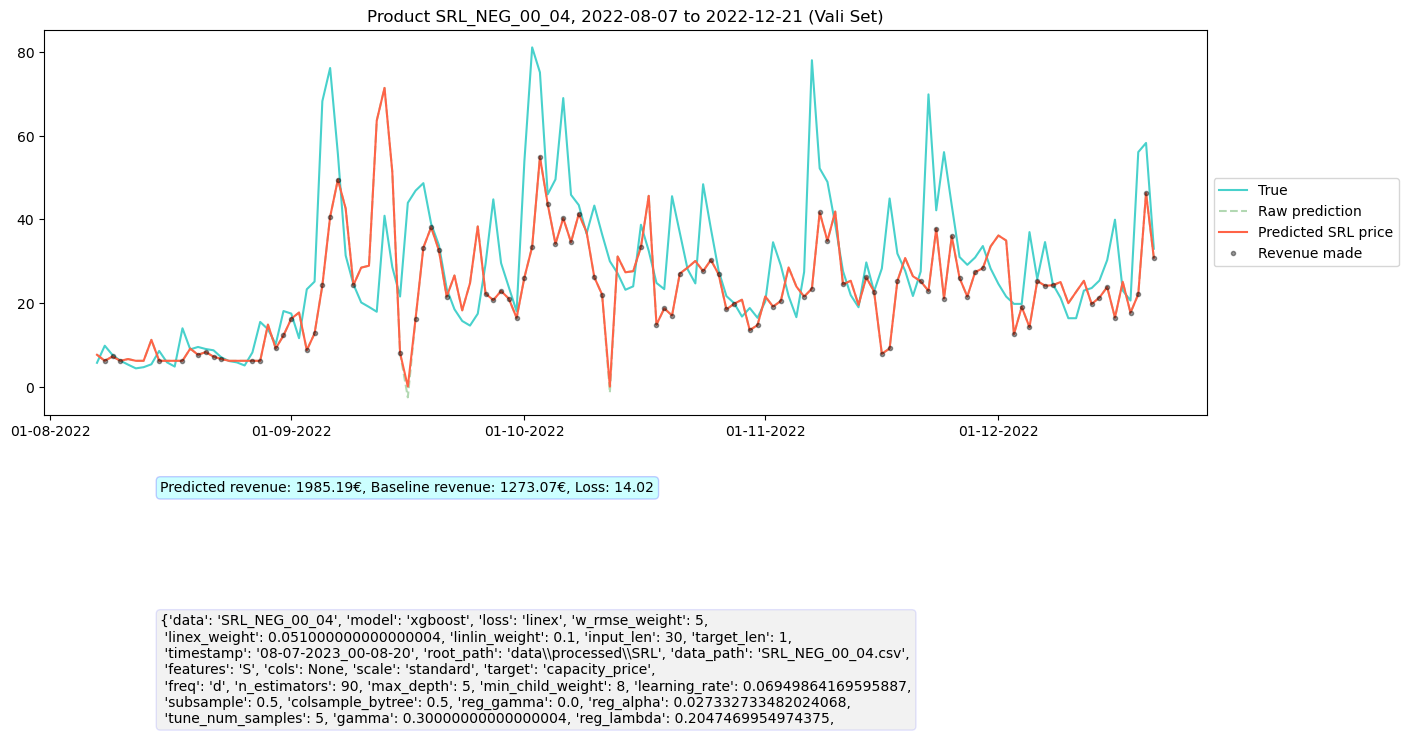 Product SRL_NEG_00_04, 2022-08-07 to 2022-12-21 (Vali Set)
80
60
40
20
0
01-08-2022
01-09-2022
01-10-2022
01-11-2022
01-12-2022
True
Raw prediction
Predicted SRL price
Revenue made
Predicted revenue: 1985.19€, Baseline revenue: 1273.07€, Loss: 14.02
{'data': 'SRL_NEG_00_04', 'model': 'xgboost', 'loss': 'linex', 'w_rmse_weight': 5,
'linex_weight': 0.051000000000000004, 'linlin_weight': 0.1, 'input_len': 30, 'target_len': 1,
'timestamp': '08-07-2023_00-08-20', 'root_path': 'data\\processed\\SRL', 'data_path': 'SRL_NEG_00_04.csv',
'features': 'S', 'cols': None, 'scale': 'standard', 'target': 'capacity_price',
'freq': 'd', 'n_estimators': 90, 'max_depth': 5, 'min_child_weight': 8, 'learning_rate': 0.06949864169595887,
'subsample': 0.5, 'colsample_bytree': 0.5, 'reg_gamma': 0.0, 'reg_alpha': 0.027332733482024068,
'tune_num_samples': 5, 'gamma': 0.30000000000000004, 'reg_lambda': 0.2047469954974375,